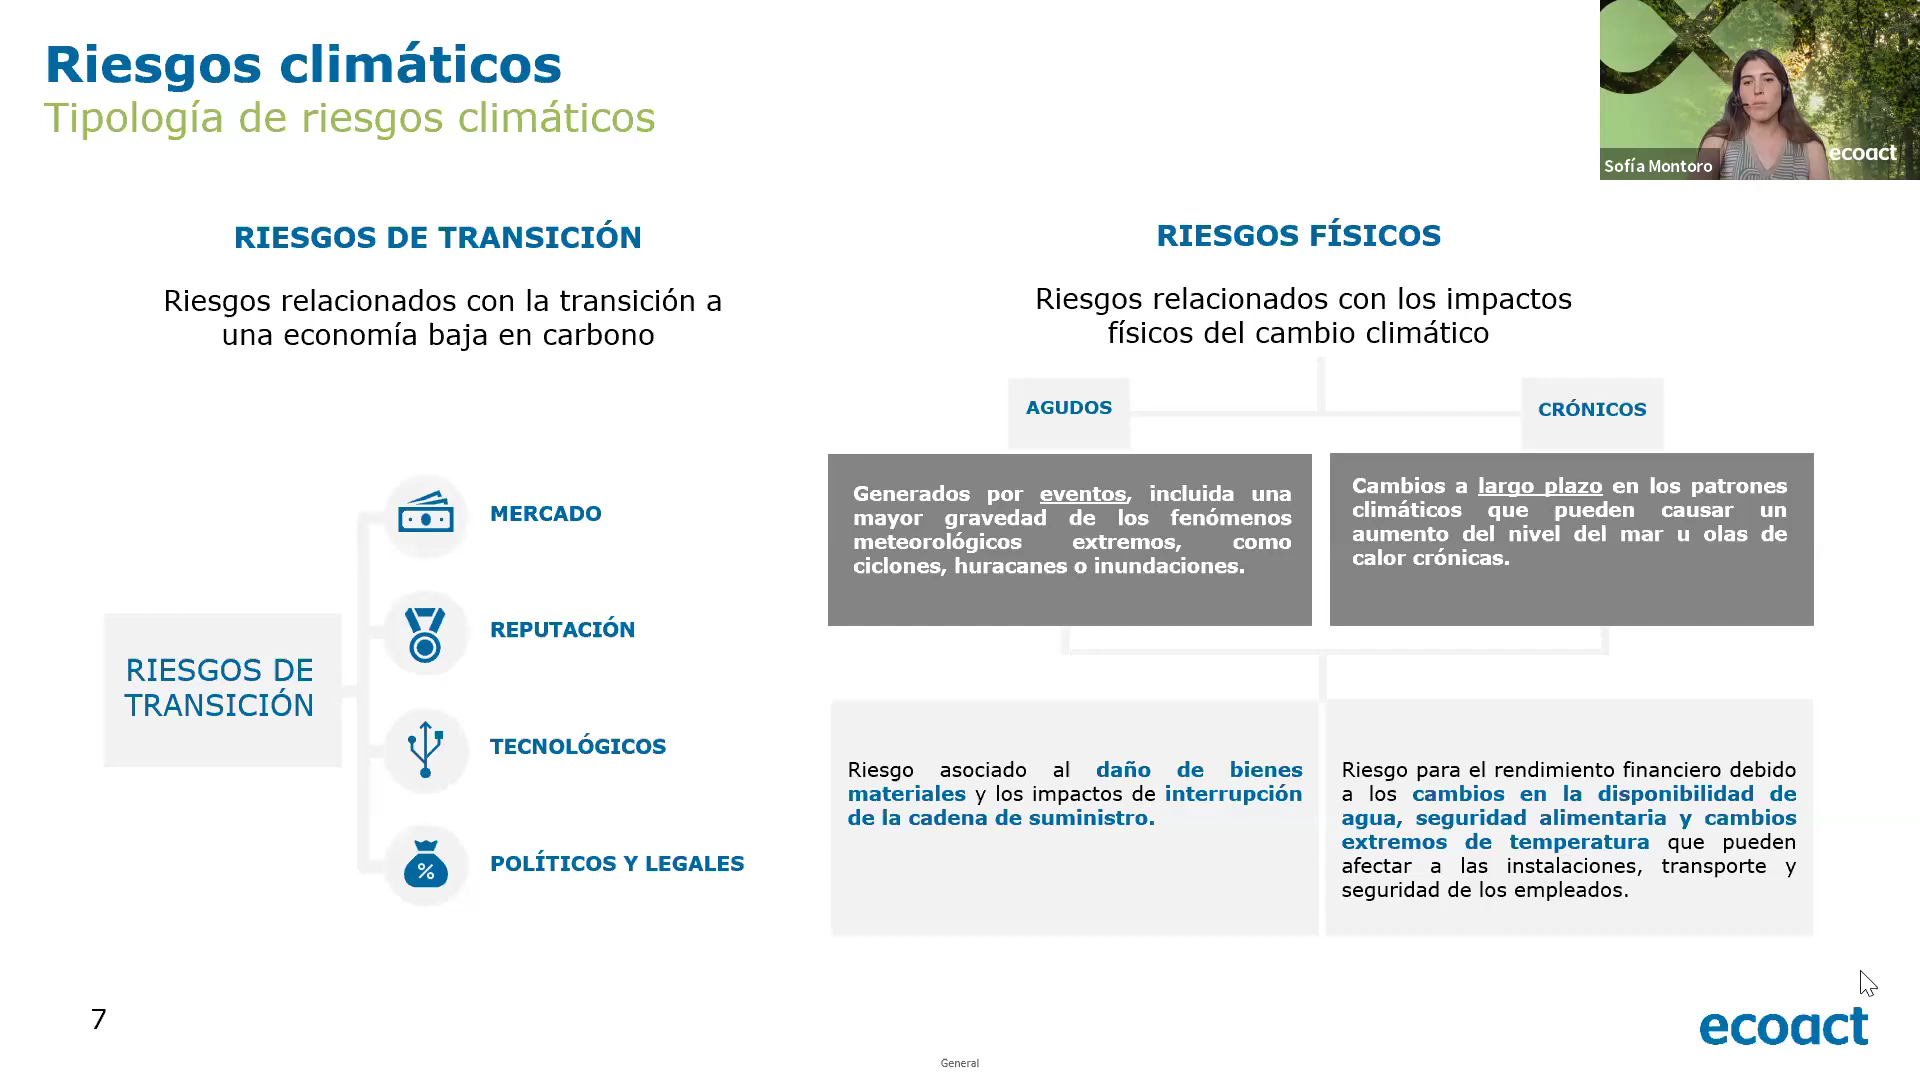 Riesgos climáticos
Tipología de riesgos climáticos
ecoact
Sofía Montoro
RIESGOS DE TRANSICIÓN
Riesgos relacionados con la transición a
una economía baja en carbono
RIESGOS DE
TRANSICIÓN
MERCADO
REPUTACIÓN
TECNOLÓGICOS
%
POLÍTICOS Y LEGALES
RIESGOS FÍSICOS
Riesgos relacionados con los impactos
físicos del cambio climático
AGUDOS
Generados por eventos, incluida una
mayor gravedad de los fenómenos
meteorológicos extremos, como
ciclones, huracanes o inundaciones.
CRÓNICOS
Cambios a largo plazo en los patrones
climáticos que pueden causar un
aumento del nivel del mar u olas de
calor crónicas.
Riesgo asociado al daño de bienes
materiales y los impactos de interrupción
de la cadena de suministro.
Riesgo para el rendimiento financiero debido
a los cambios en la disponibilidad de
agua, seguridad alimentaria y cambios
extremos de temperatura que pueden
afectar a las instalaciones, transporte y
seguridad de los empleados.
7
ecoact
General